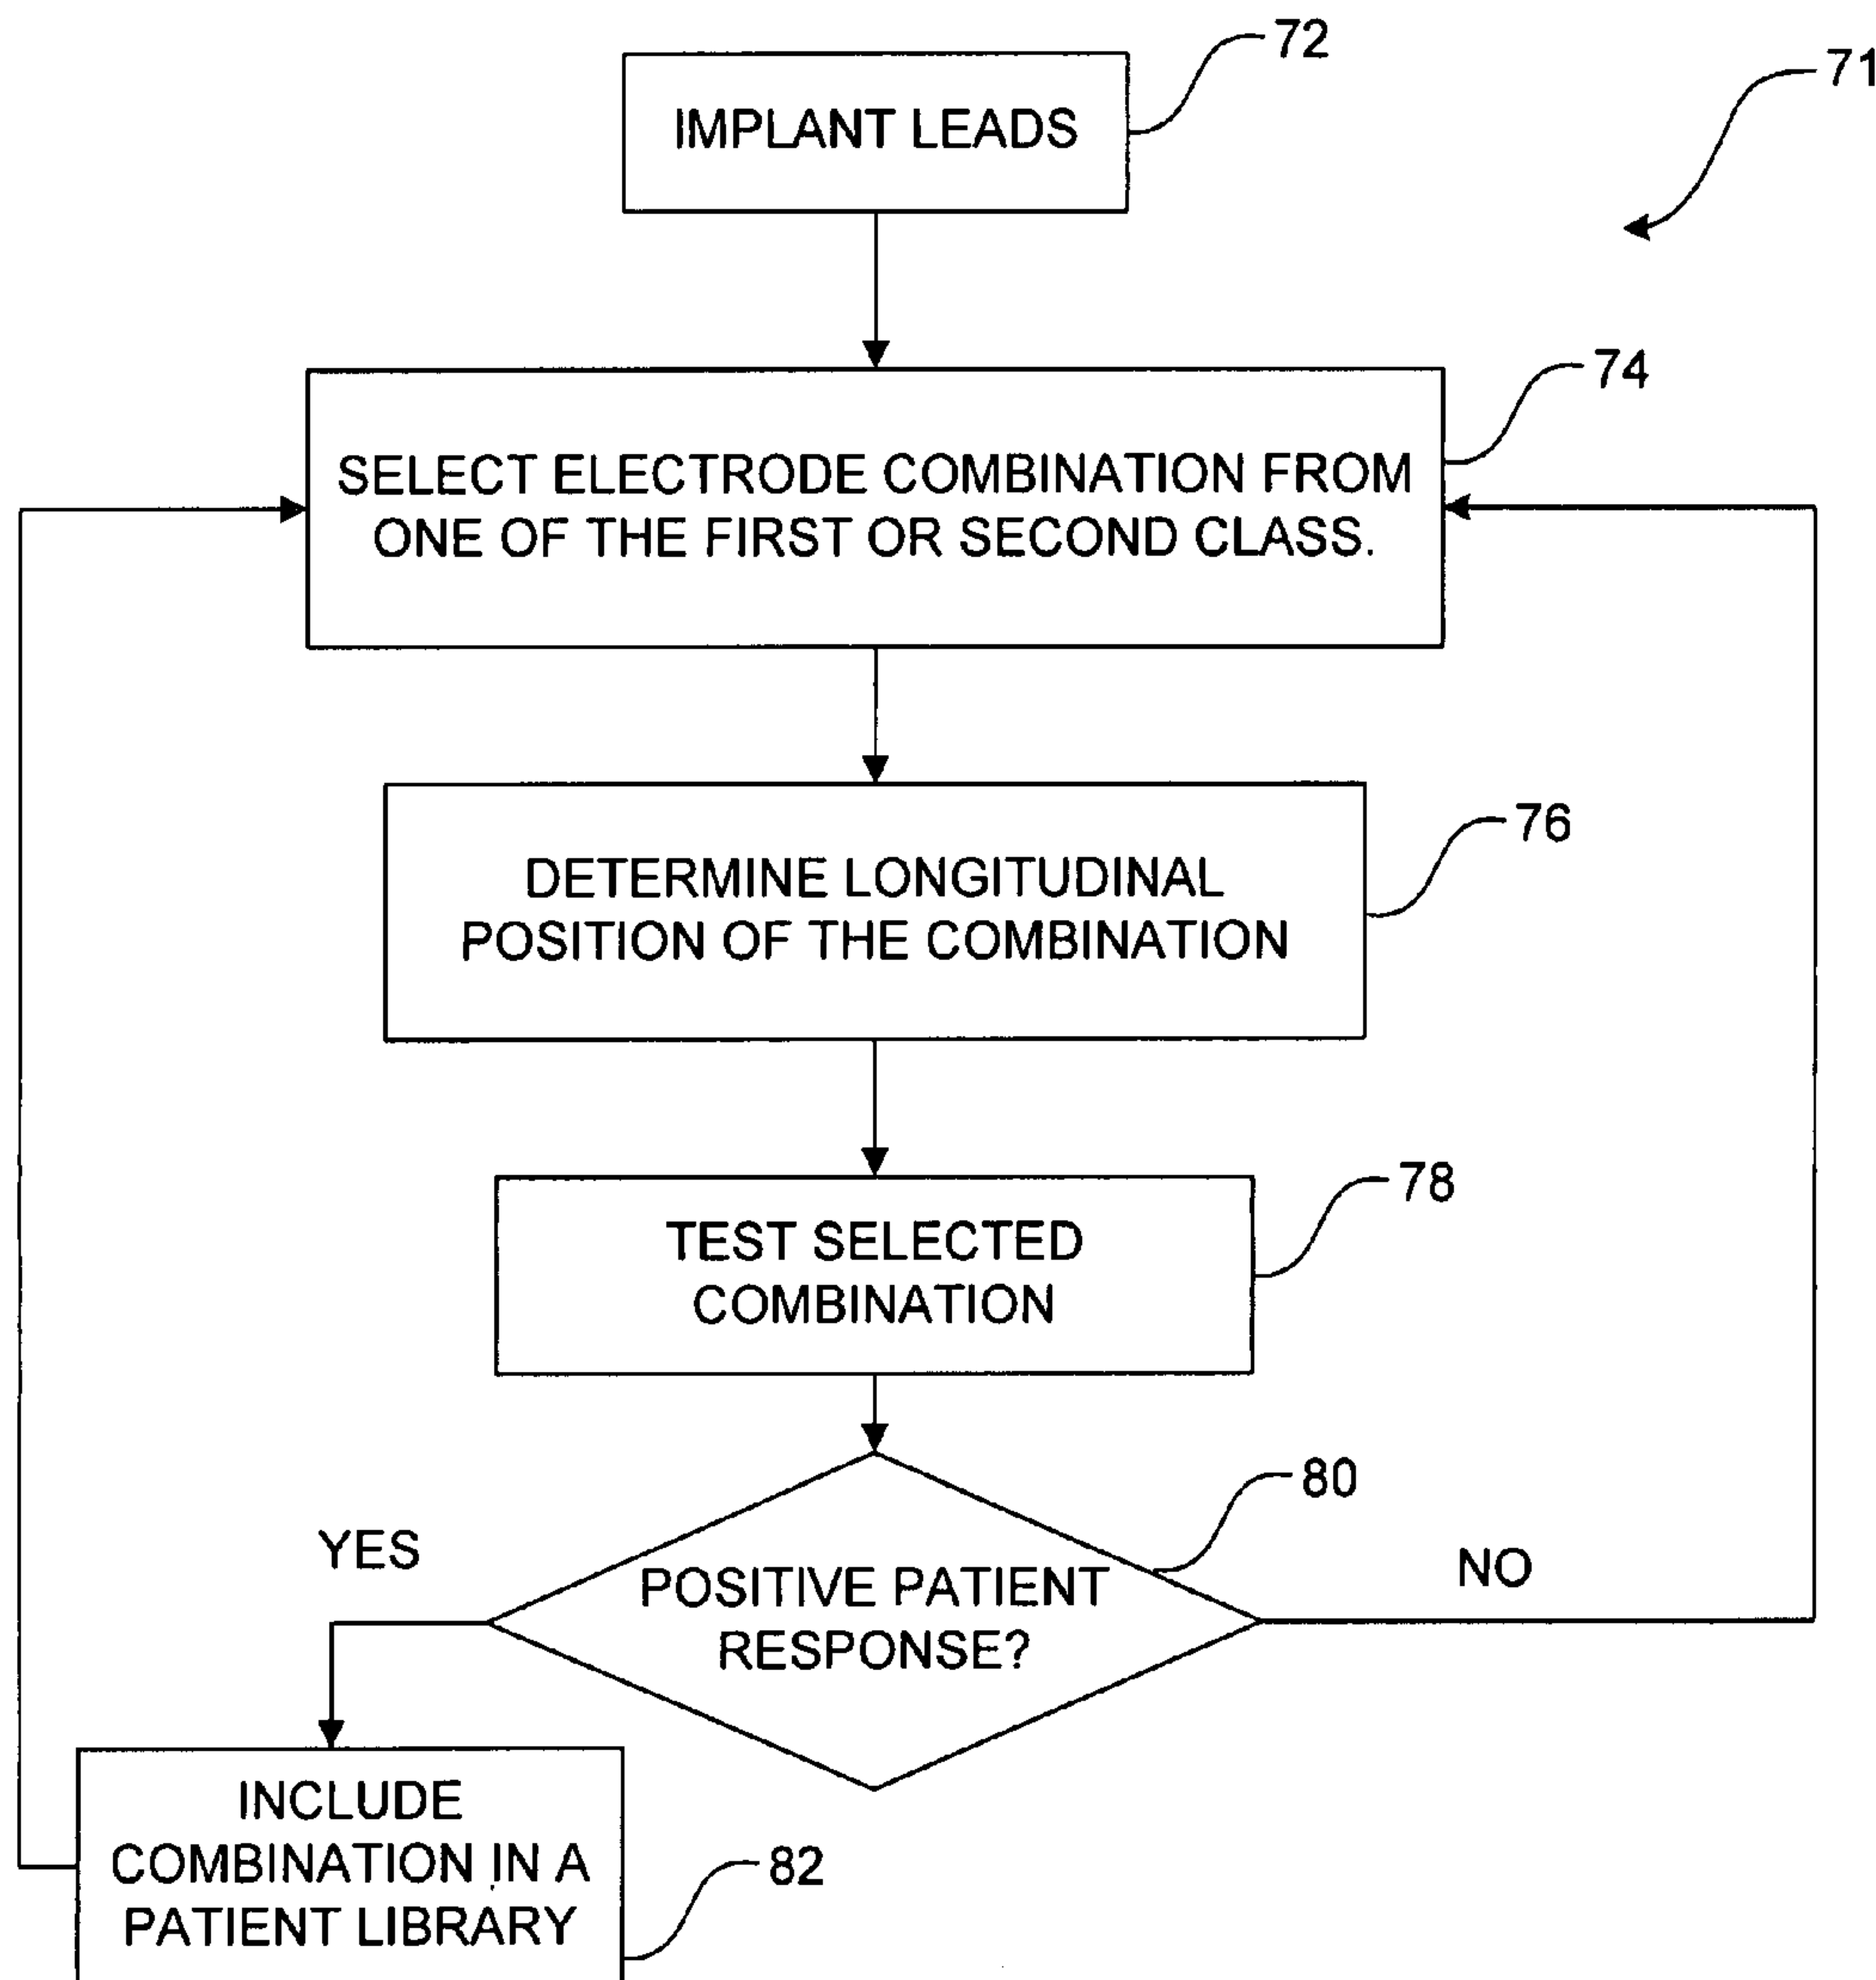 72
71
IMPLANT LEADS
74
SELECT ELECTRODE COMBINATION FROM
ONE OF THE FIRST OR SECOND CLASS.
76
DETERMINE LONGITUDINAL
POSITION OF THE COMBINATION
78
TEST SELECTED
COMBINATION
80
YES
NO
POSITIVE PATIENT
RESPONSE?
INCLUDE
COMBINATION IN A
PATIENT LIBRARY
82